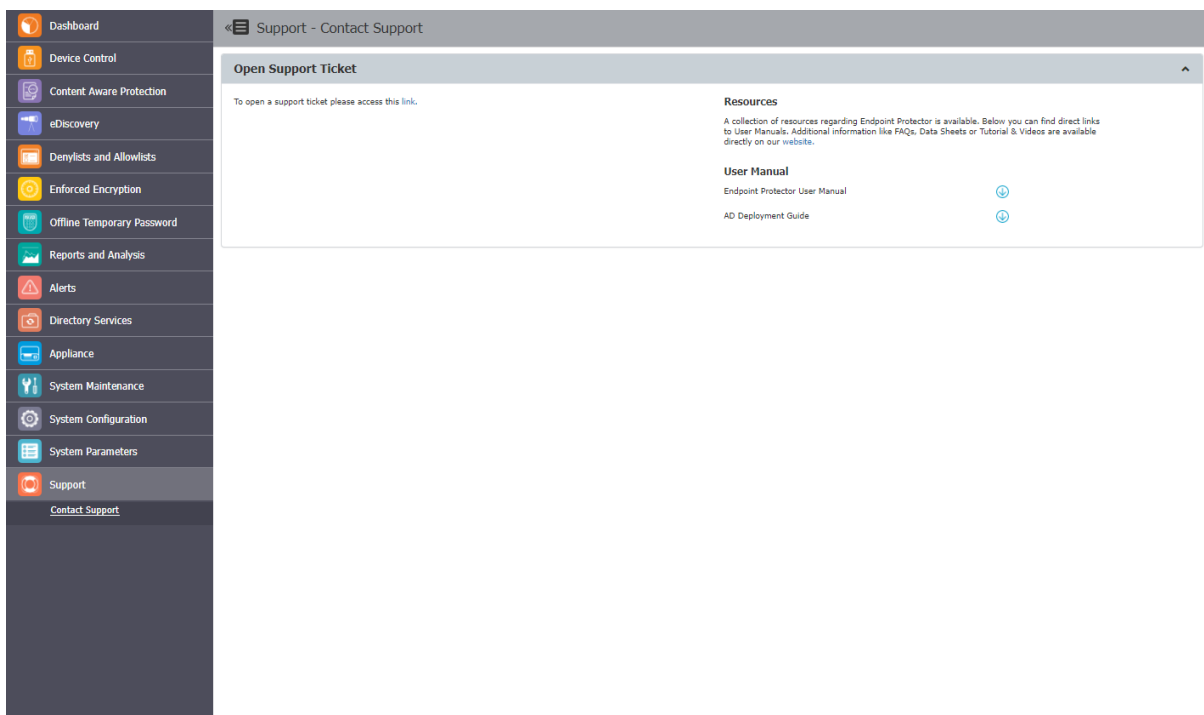 Dashboard
Device Control
Content Aware Protection
eDiscovery
Denylists and Allowlists
Enforced Encryption
Offline Temporary Password
Reports and Analysis
Alerts
Directory Services
Appliance
System Maintenance
System Configuration
System Parameters
Support
Contact Support
Support - Contact Support
Open Support Ticket
To open a support ticket please access this link.
Resources
A collection of resources regarding Endpoint Protector is available. Below you can find direct links
to User Manuals. Additional information like FAQs, Data Sheets or Tutorial & Videos are available
directly on our website.
User Manual
Endpoint Protector User Manual
AD Deployment Guide